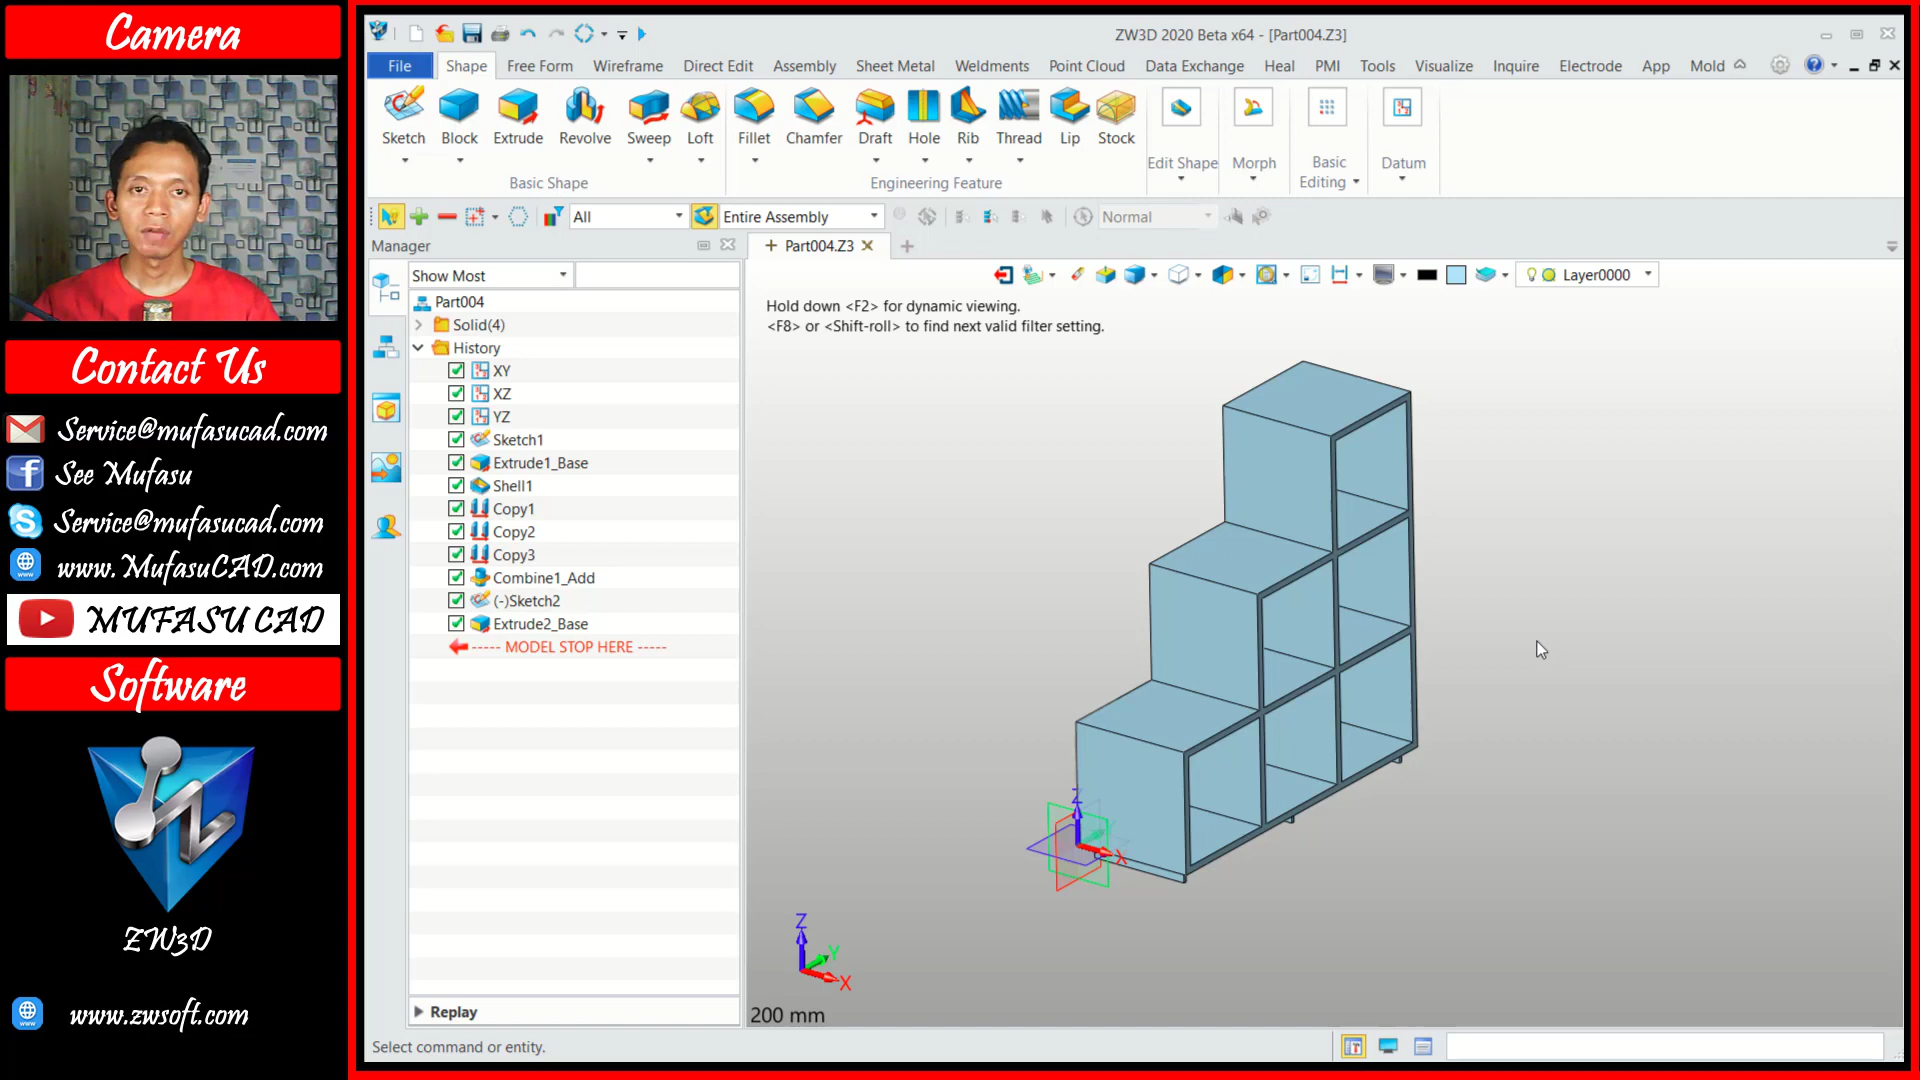 Camera
Contact Us
Service@mufasucad.com
See Mufasu
Service@mufasucad.com
www.MufasuCAD.com
MUFASU CAD
Software
ZW3D
www.zwsoft.com
ZW3D 2020 Beta x64 - [Part004.Z3]
File Shape Free Form Wireframe Direct Edit Assembly Sheet Metal Weldments Point Cloud Data Exchange Heal PMI Tools Visualize Inquire Electrode App Mold
Sketch Block Extrude Revolve Sweep Loft Fillet Chamfer Draft Hole Rib Thread Lip Stock
Edit Shape Morph Basic Editing Datum
Basic Shape Engineering Feature
All Entire Assembly Normal
Manager
Part004.Z3
Show Most
Layer0000
Part004
Solid(4)
History
XY
XZ
YZ
Sketch1
Extrude1_Base
Shell1
Copy1
Copy2
Copy3
Combine1_Add
(-)Sketch2
Extrude2_Base
----- MODEL STOP HERE -----
Replay
Hold down <F2> for dynamic viewing.
<F8> or <Shift-roll> to find next valid filter setting.
Z
X
Z
Y
X
200 mm
Select command or entity.